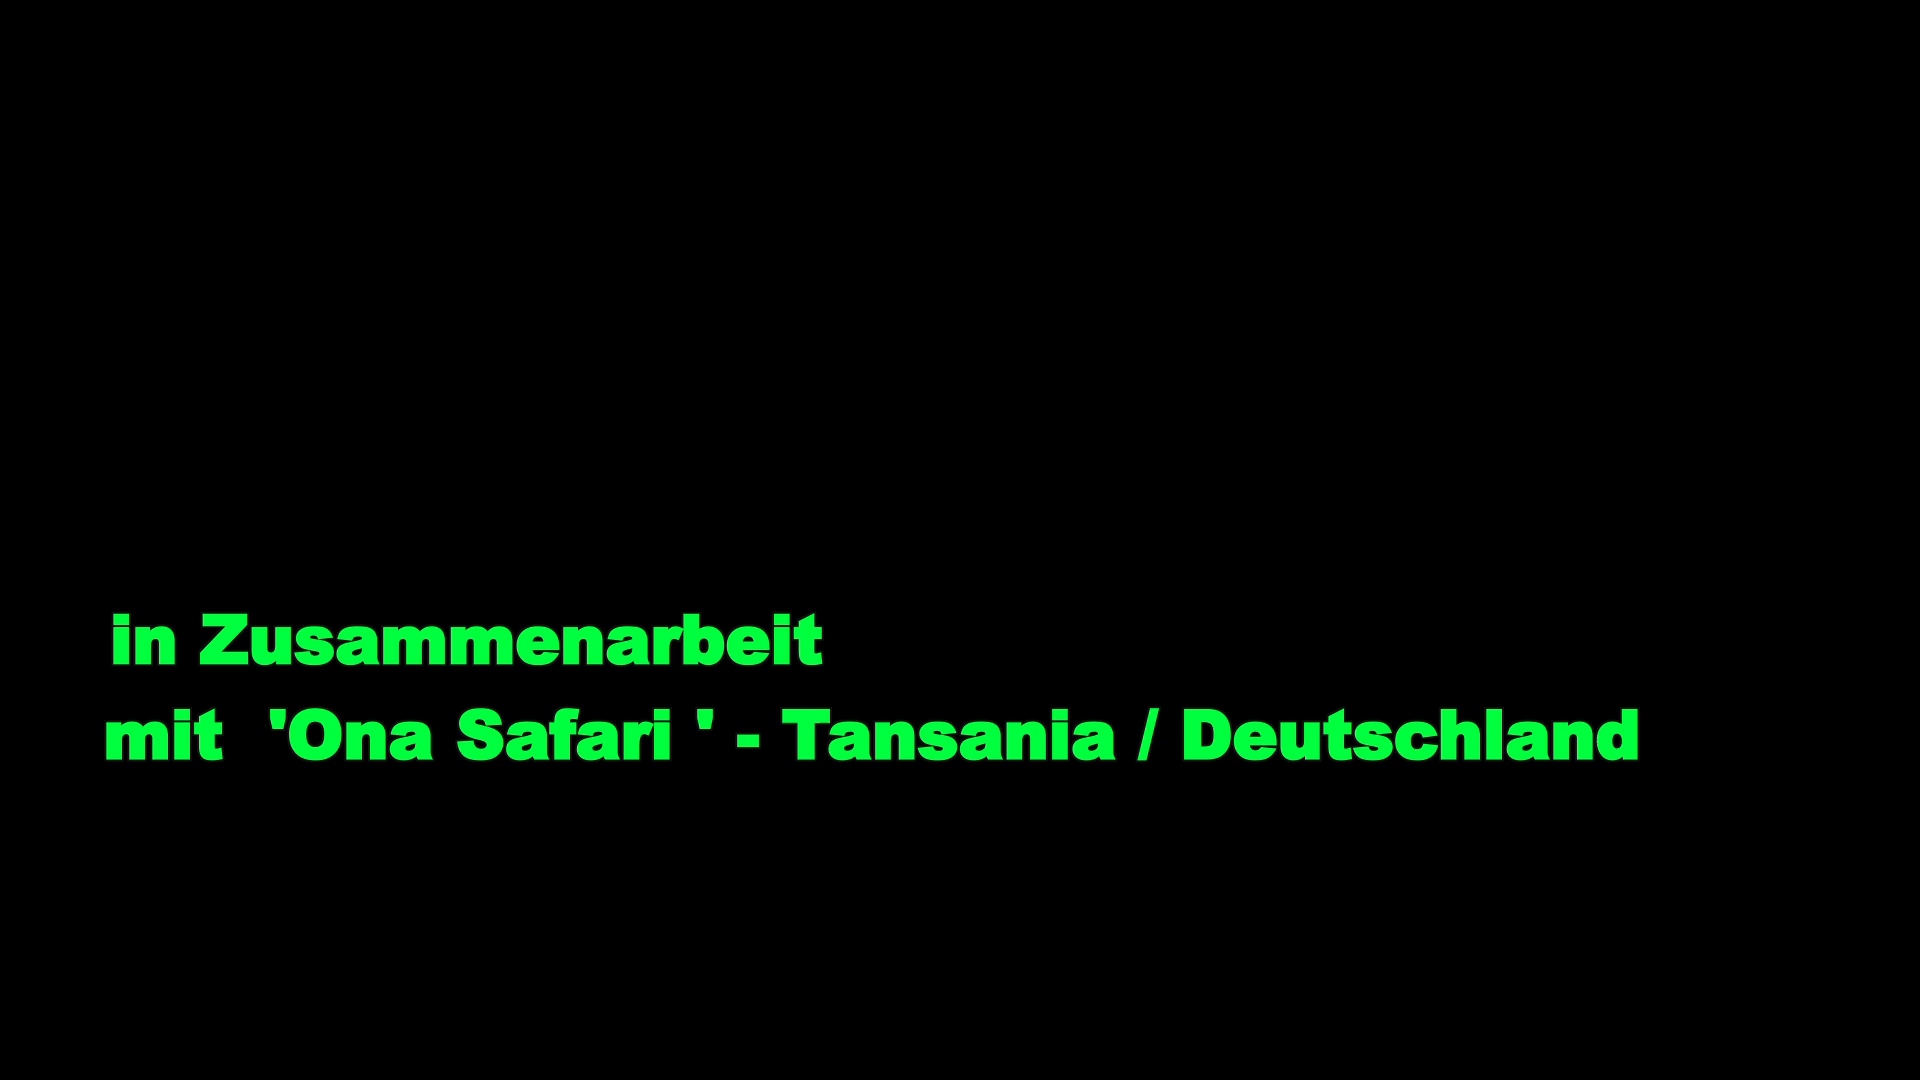 in Zusammenarbeit
mit  'Ona Safari ' - Tansania / Deutschland